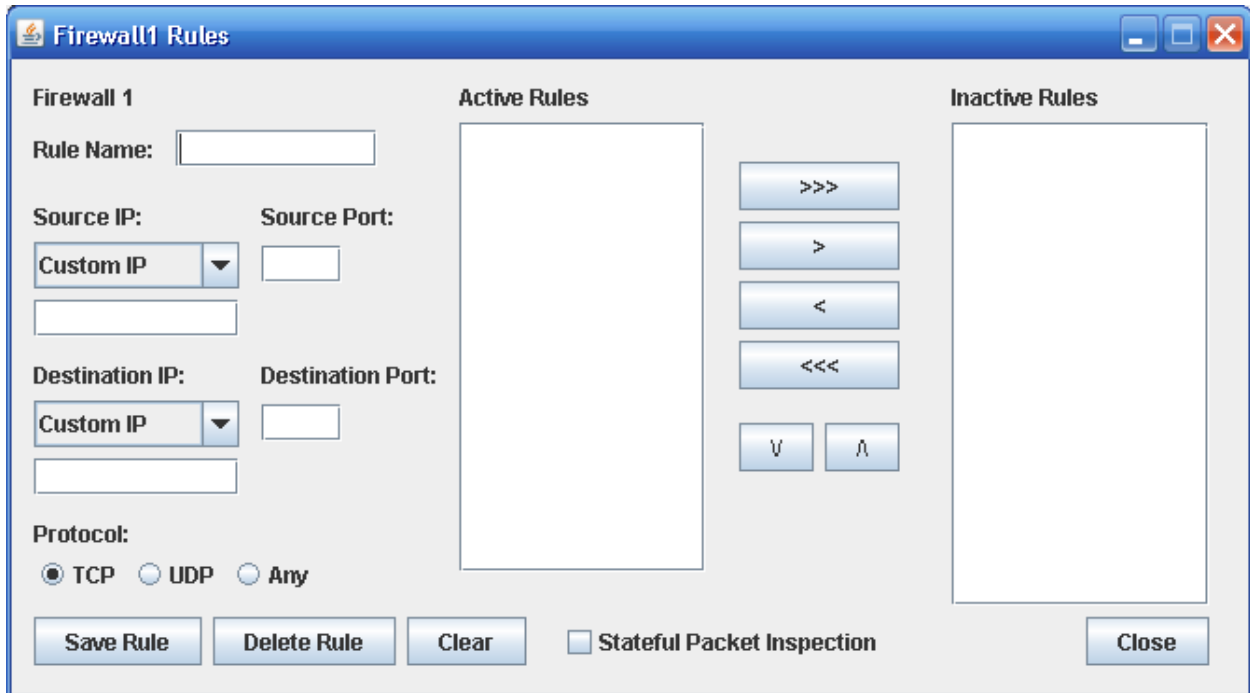 Firewall1 Rules
Firewall 1
Rule Name:
Source IP:
Source Port:
Custom IP
Destination IP:
Destination Port:
Custom IP
Protocol:
TCP
UDP
Any
Save Rule
Delete Rule
Clear
Active Rules
>>>
>
<
<<<
V
Λ
Inactive Rules
Stateful Packet Inspection
Close